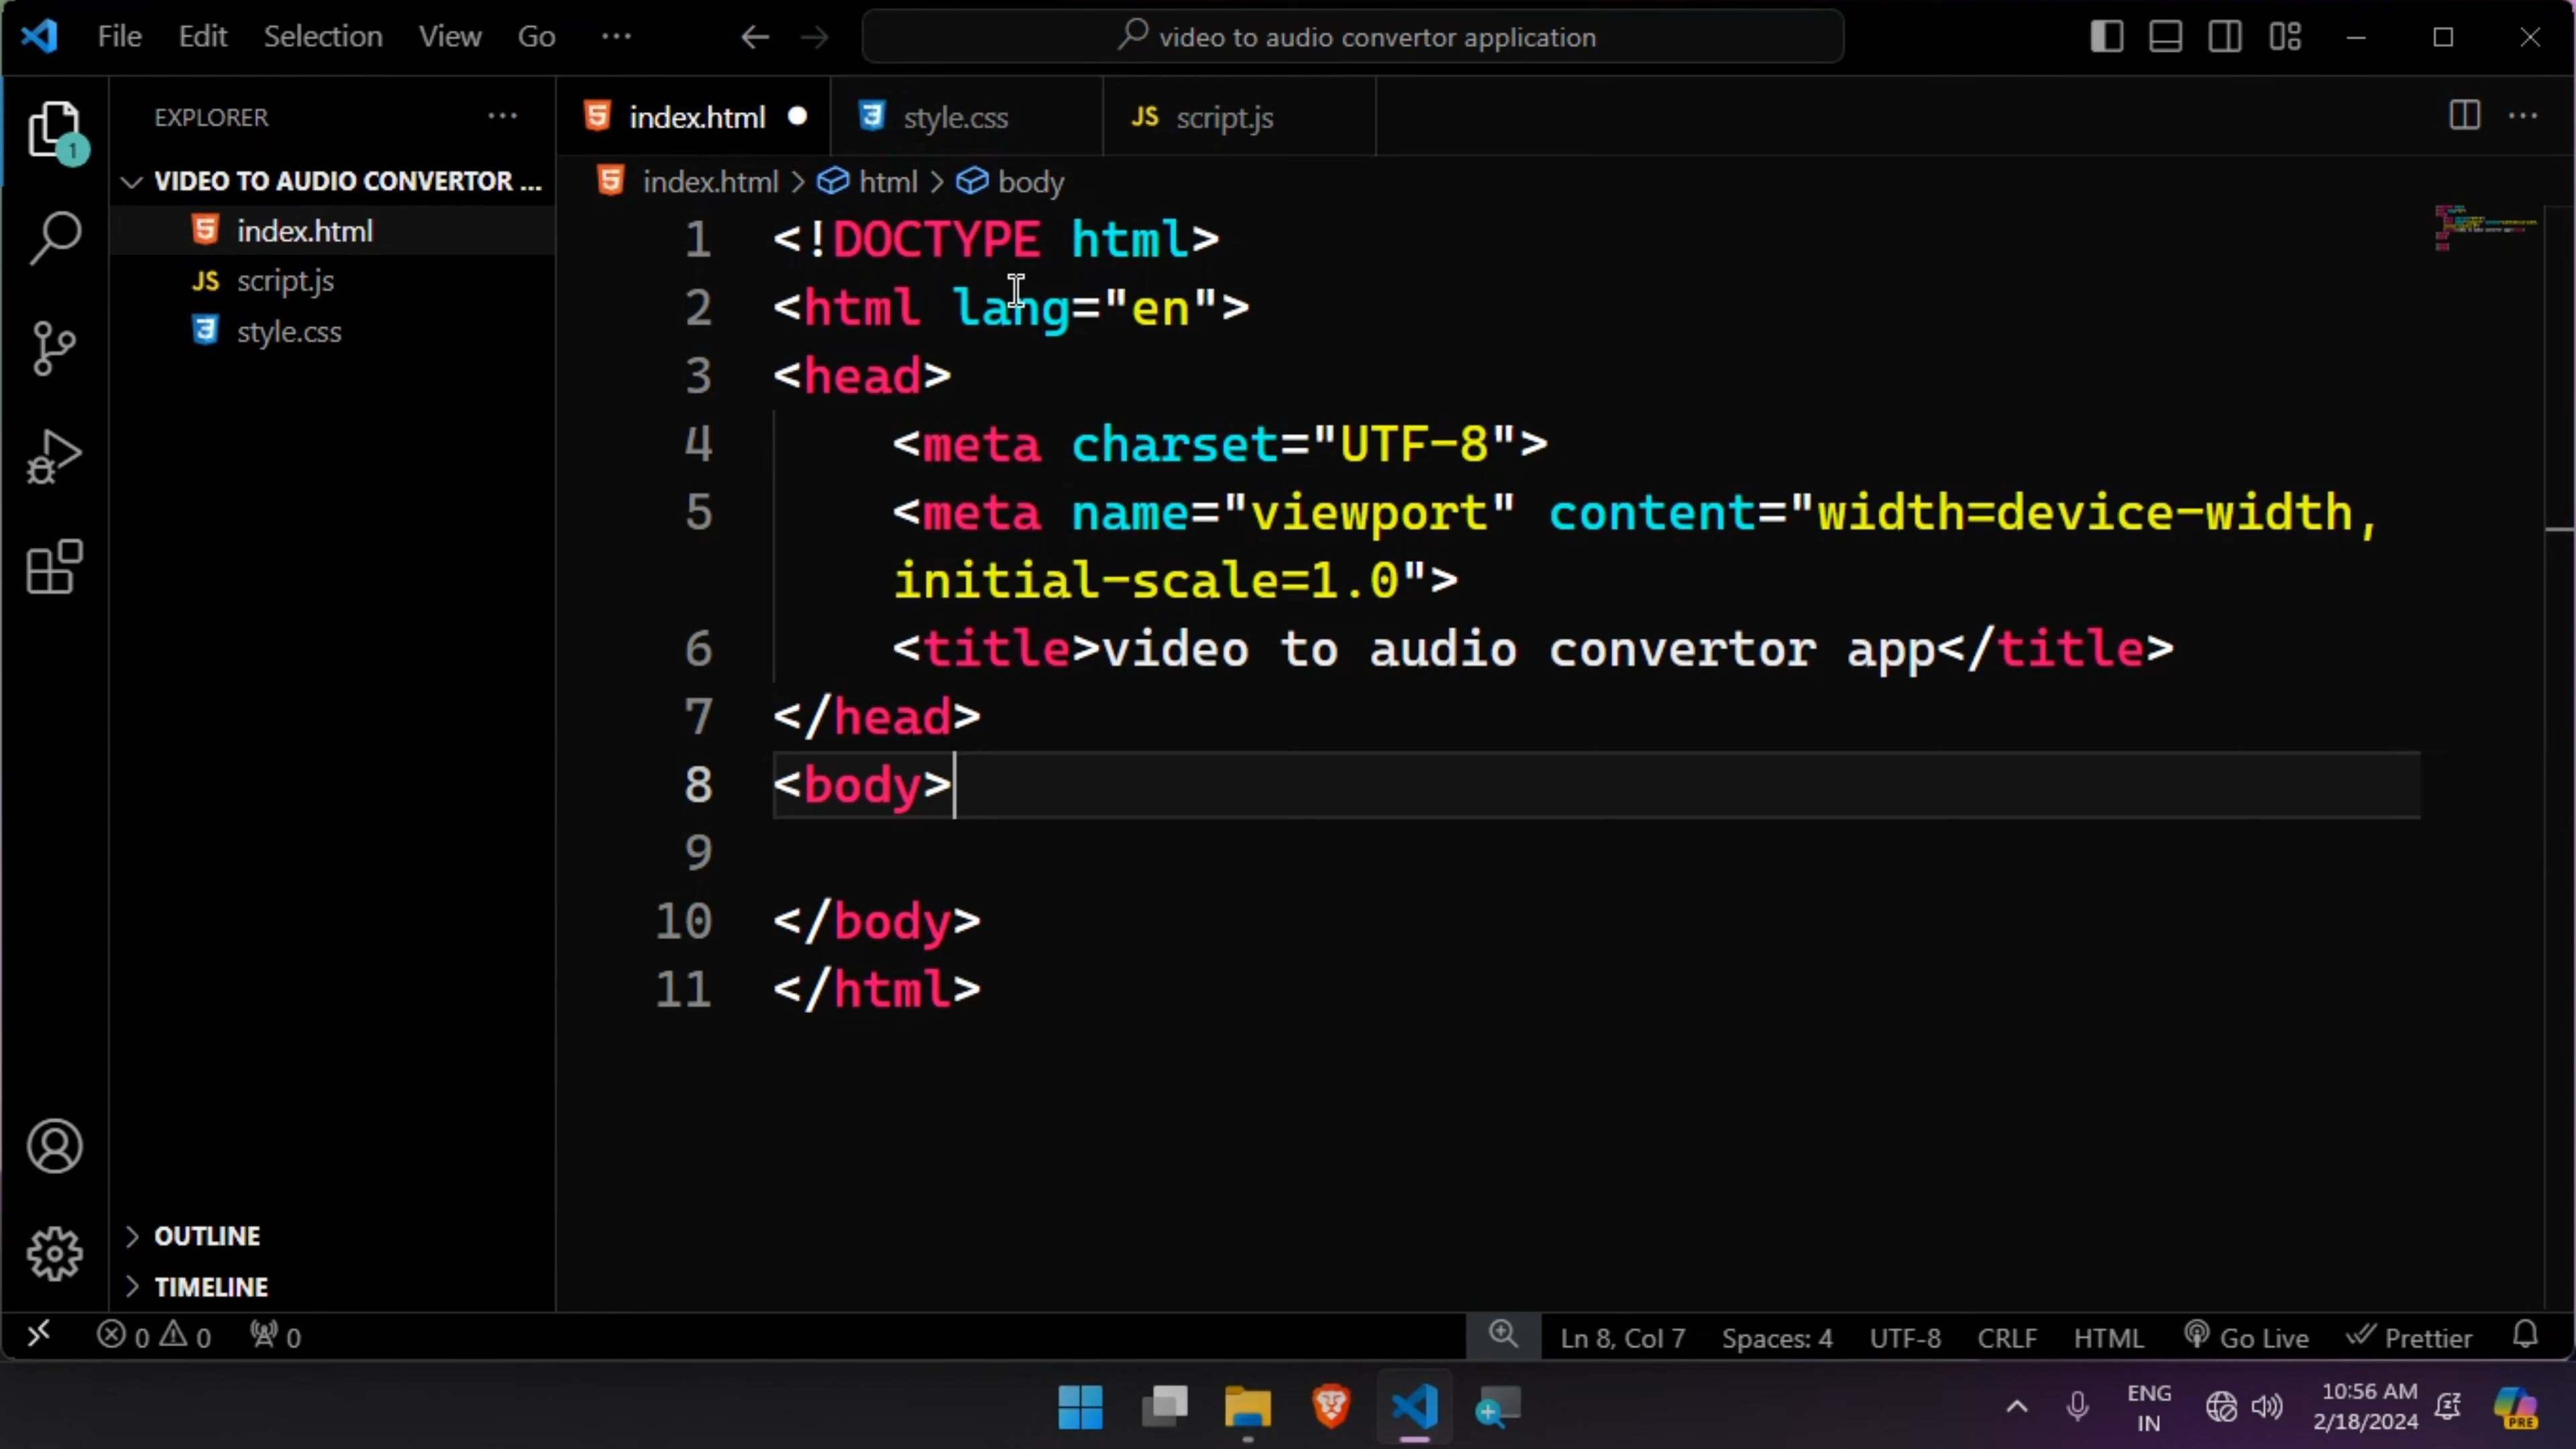 File Edit Selection View Go ··· video to audio convertor application
EXPLORER ···
index.html style.css JS script.js ···
VIDEO TO AUDIO CONVERTOR ...
index.html
JS script.js
style.css
1
index.html > html > body
1 <!DOCTYPE html>
2 <html lang="en">
3 <head>
4 <meta charset="UTF-8">
5 <meta name="viewport" content="width=device-width,
initial-scale=1.0">
6 <title>video to audio convertor app</title>
7 </head>
8 <body>
9
10 </body>
11 </html>
OUTLINE
TIMELINE
0 0 0 Ln 8, Col 7 Spaces: 4 UTF-8 CRLF HTML Go Live Prettier
ENG
IN
10:56 AM
2/18/2024
PRE